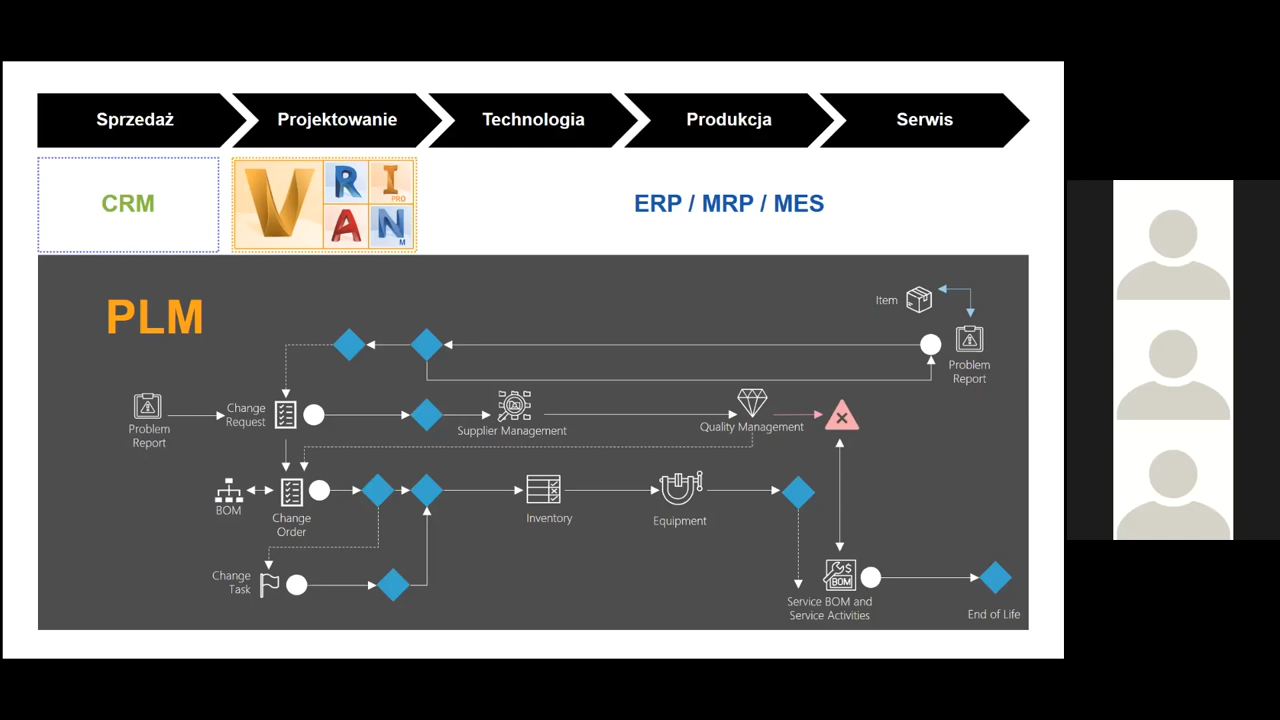 Sprzedaż
Projektowanie
Technologia
Produkcja
Serwis
CRM
V
R
I
PRO
A
N
M
ERP / MRP / MES
PLM
Item
Problem
Report
Problem
Report
Change
Request
Supplier Management
Quality Management
BOM
Change
Order
Inventory
Equipment
Change
Task
BOM
$
Service BOM and
Service Activities
End of Life